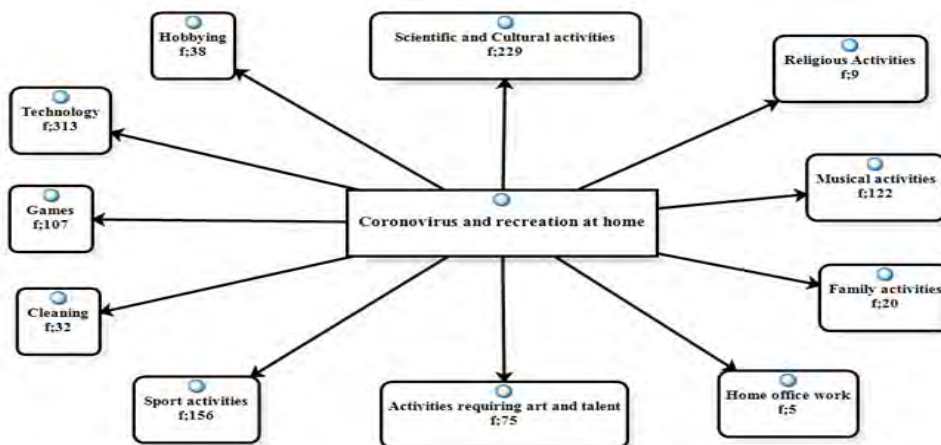 Hobbying
f;38
Scientific and Cultural activities
f;229
Religious Activities
f;9
Technology
f;313
Musical activities
f;122
Games
f;107
Coronovirus and recreation at home
Family activities
f;20
Cleaning
f;32
Sport activities
f;156
Activities requiring art and talent
f;75
Home office work
f;5